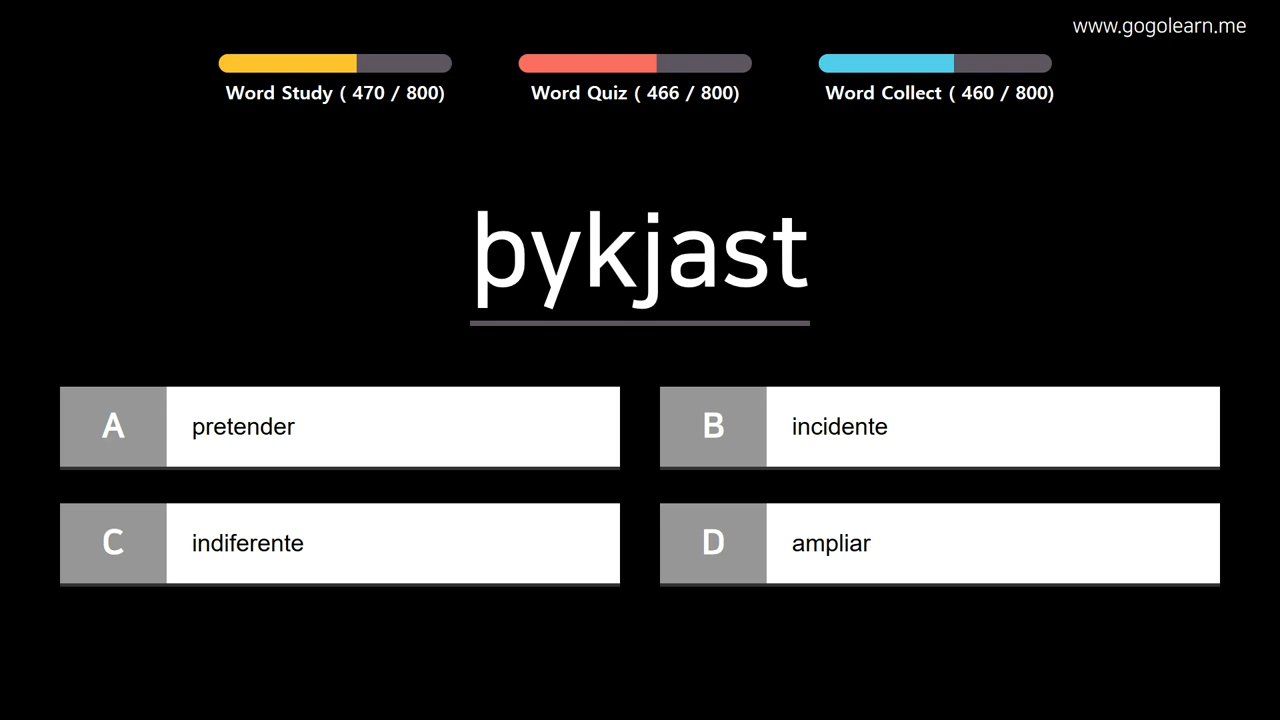 www.gogolearn.me
Word Study ( 470 / 800)
Word Quiz ( 466 / 800)
Word Collect ( 460 / 800)
þykjast
A pretender
B incidente
C indiferente
D ampliar